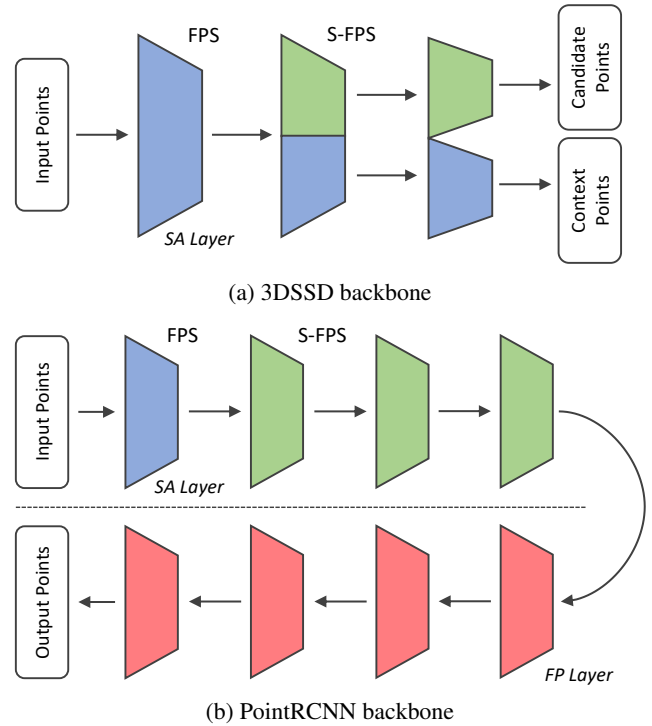 FPS
S-FPS
Input Points
SA Layer
Candidate
Points
Context
Points
(a) 3DSSD backbone
FPS
S-FPS
Input Points
SA Layer
Output Points
FP Layer
(b) PointRCNN backbone